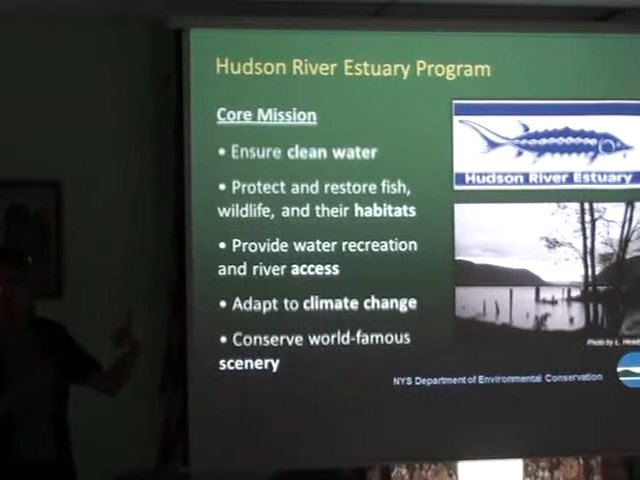 Hudson River Estuary Program
Core Mission
• Ensure clean water
• Protect and restore fish,
wildlife, and their habitats
• Provide water recreation
and river access
• Adapt to climate change
• Conserve world-famous
scenery
Hudson River Estuary
Photo by L.
NYS Department of Environmental Conservation